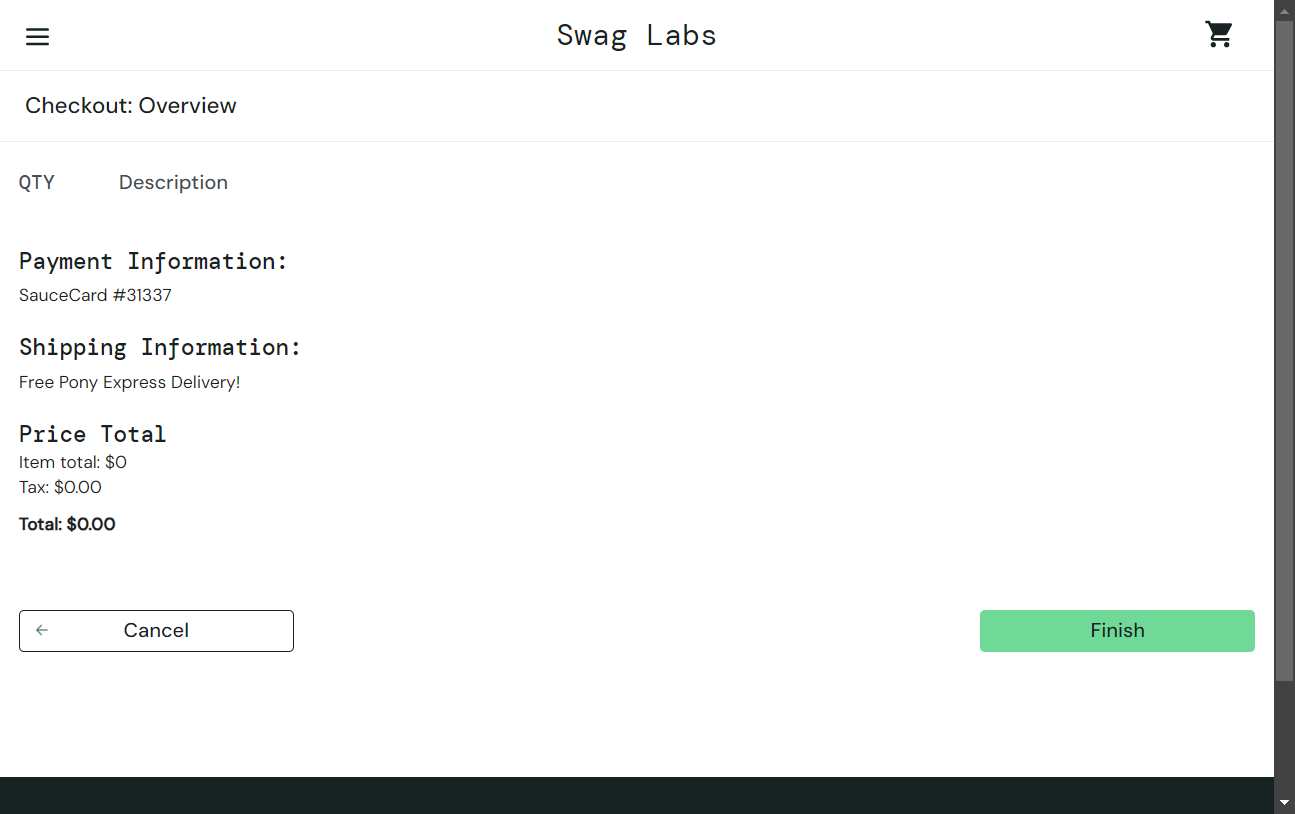 Swag Labs
Checkout: Overview
QTY Description
Payment Information:
SauceCard #31337
Shipping Information:
Free Pony Express Delivery!
Price Total
Item total: $0
Tax: $0.00
Total: $0.00
Cancel Finish